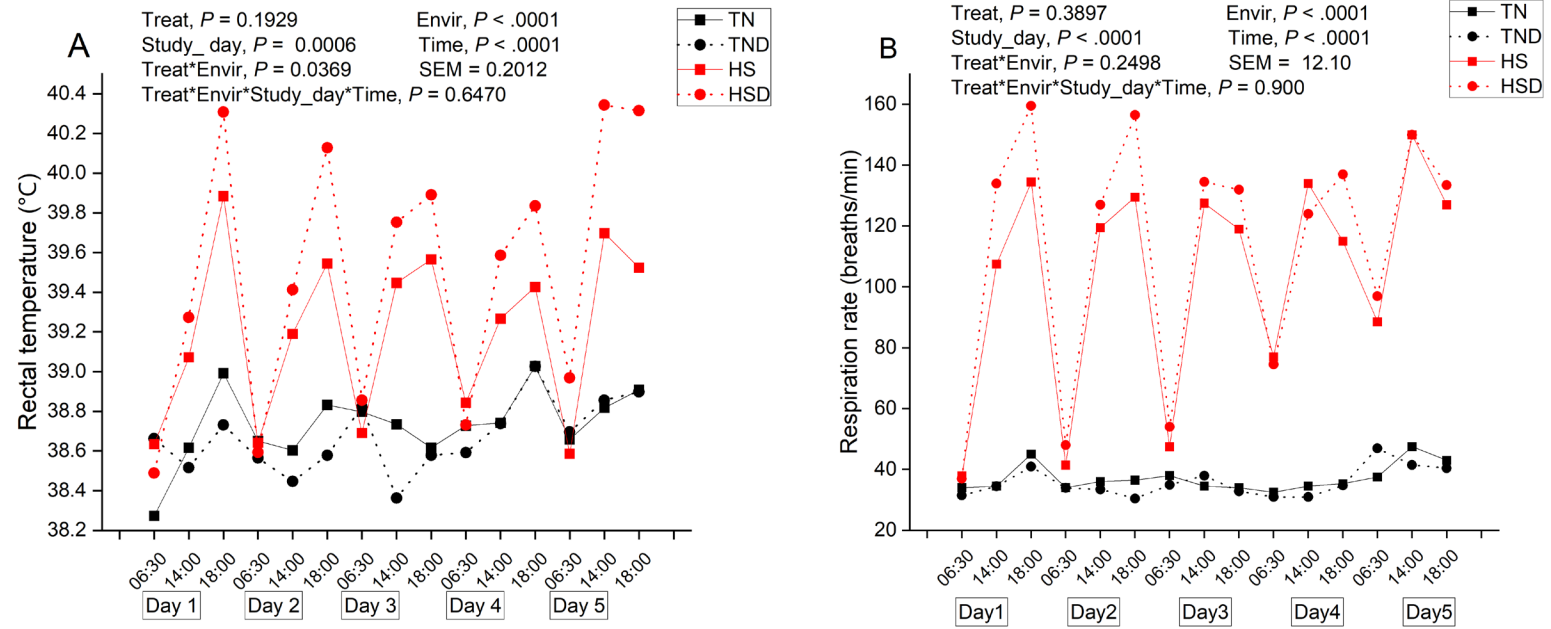 A
Treat, P = 0.1929 Envir, P < .0001
Study_ day, P = 0.0006 Time, P < .0001
Treat*Envir, P = 0.0369 SEM = 0.2012
Treat*Envir*Study_day*Time, P = 0.6470
TN
TND
HS
HSD
Rectal temperature (°C)
40.4
40.2
40.0
39.8
39.6
39.4
39.2
39.0
38.8
38.6
38.4
38.2
06:30 14:00 18:00 06:30 14:00 18:00 06:30 14:00 18:00 06:30 14:00 18:00 06:30 14:00 18:00
Day 1 Day 2 Day 3 Day 4 Day 5
B
Treat, P = 0.3897 Envir, P < .0001
Study_day, P < .0001 Time, P < .0001
Treat*Envir, P = 0.2498 SEM = 12.10
Treat*Envir*Study_day*Time, P = 0.900
TN
TND
HS
HSD
Respiration rate (breaths/min)
160
140
120
100
80
60
40
20
06:30 14:00 18:00 06:30 14:00 18:00 06:30 14:00 18:00 06:30 14:00 18:00 06:30 14:00 18:00
Day1 Day2 Day3 Day4 Day5